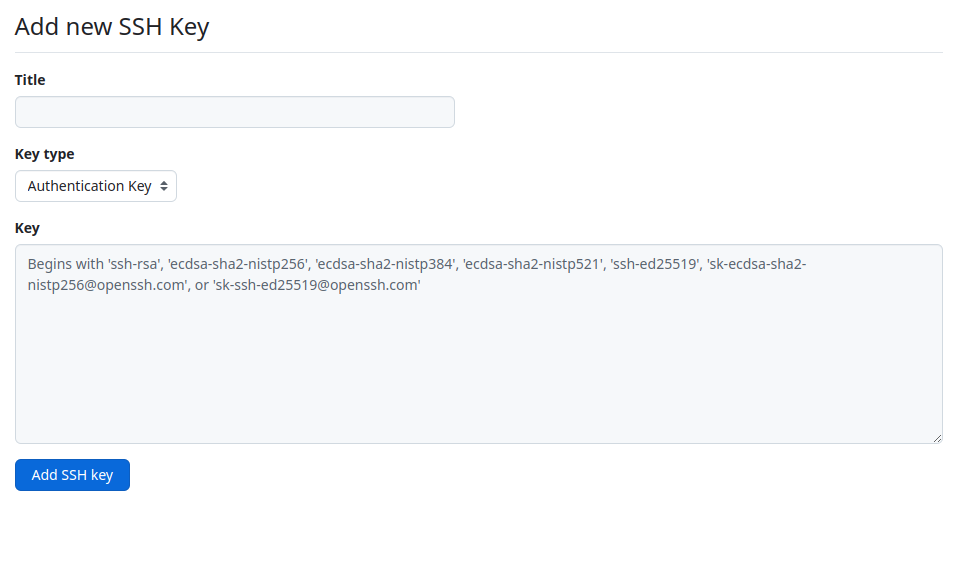 Add new SSH Key
Title
Key type
Authentication Key
Key
Begins with 'ssh-rsa', 'ecdsa-sha2-nistp256', 'ecdsa-sha2-nistp384', 'ecdsa-sha2-nistp521', 'ssh-ed25519', 'sk-ecdsa-sha2-
nistp256@openssh.com', or 'sk-ssh-ed25519@openssh.com'
Add SSH key